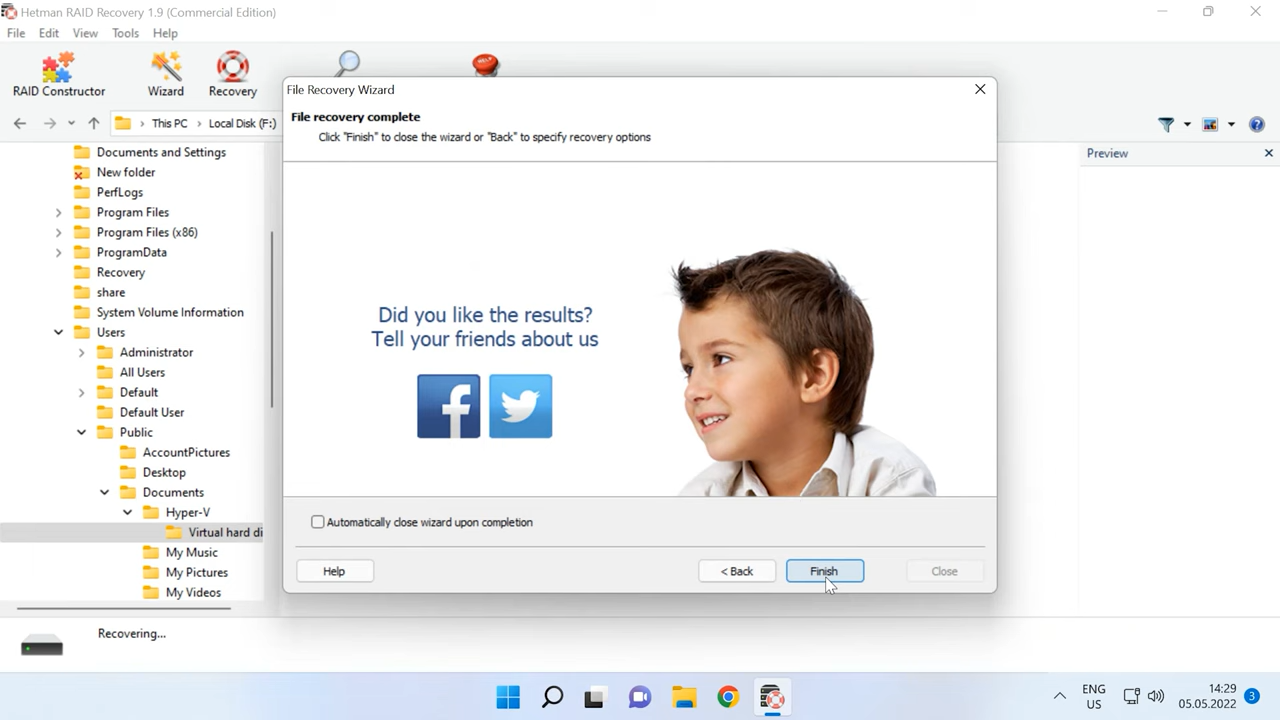 Hetman RAID Recovery 1.9 (Commercial Edition)
File Edit View Tools Help
RAID Constructor Wizard Recovery HELP
This PC > Local Disk (F:)
Documents and Settings
New folder
PerfLogs
Program Files
Program Files (x86)
ProgramData
Recovery
share
System Volume Information
Users
Administrator
All Users
Default
Default User
Public
AccountPictures
Desktop
Documents
Hyper-V
Virtual hard di
My Music
My Pictures
My Videos
Recovering...
File Recovery Wizard
File recovery complete
Click "Finish" to close the wizard or "Back" to specify recovery options
Did you like the results?
Tell your friends about us
Automatically close wizard upon completion
Help < Back Finish Close
Preview
ENG
US
14:29
05.05.2022
3